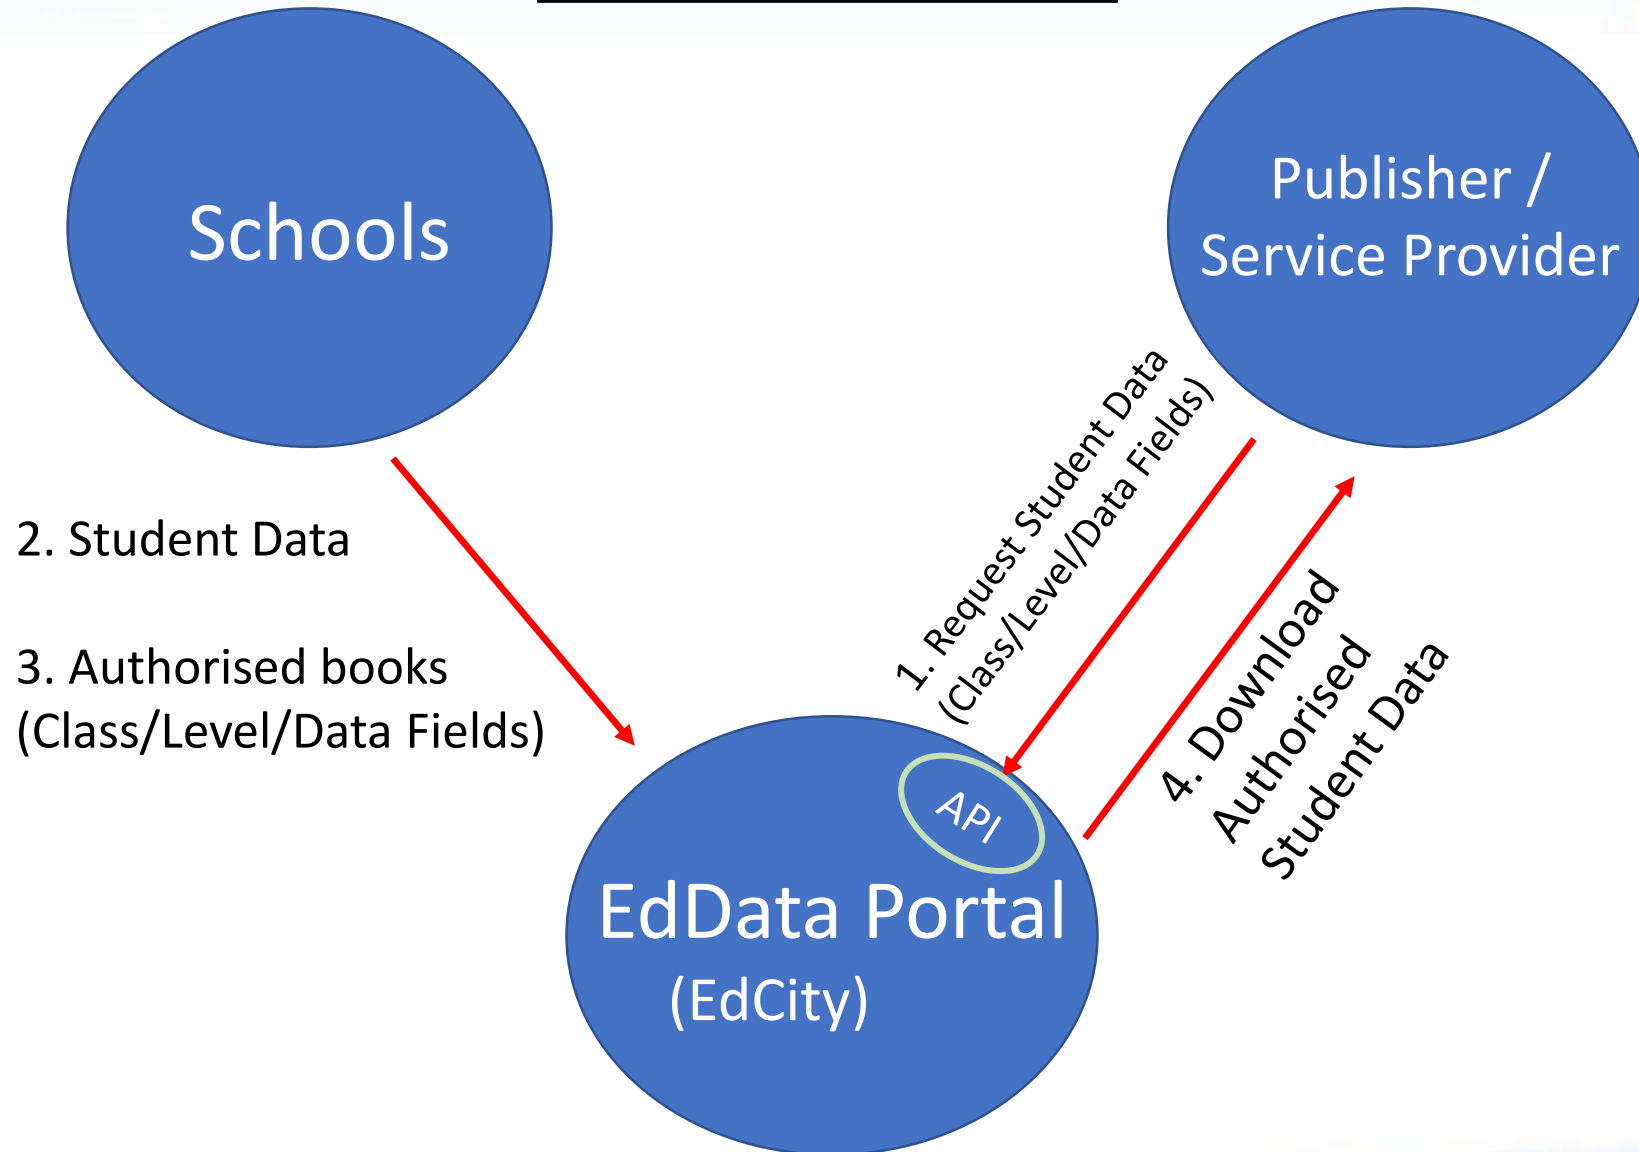 Schools
Publisher /
Service Provider
2. Student Data
3. Authorised books
(Class/Level/Data Fields)
1. Request Student Data
(Class/Level/Data Fields)
4. Download
Authorised
Student Data
API
EdData Portal
(EdCity)